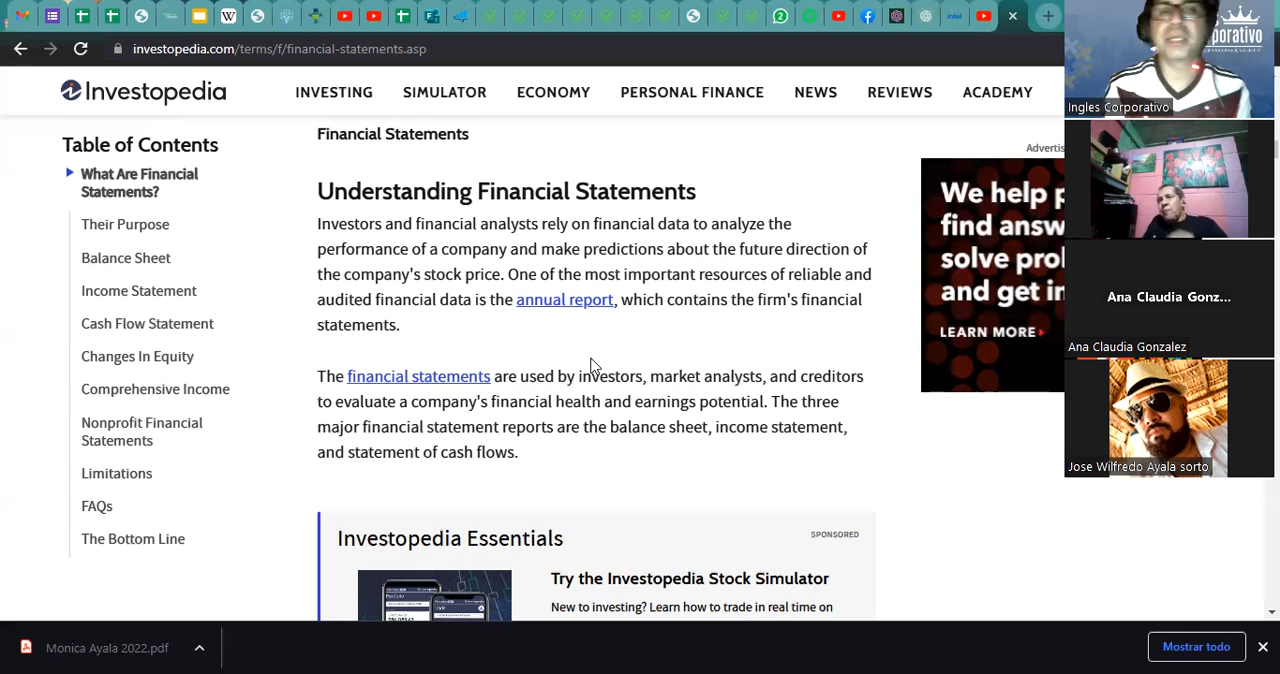 investopedia.com/terms/f/financial-statements.asp
Investopedia
INVESTING
SIMULATOR
ECONOMY
PERSONAL FINANCE
NEWS
REVIEWS
ACADEMY
Table of Contents
What Are Financial
Statements?
Their Purpose
Balance Sheet
Income Statement
Cash Flow Statement
Changes In Equity
Comprehensive Income
Nonprofit Financial
Statements
Limitations
FAQs
The Bottom Line
Financial Statements
Understanding Financial Statements
Investors and financial analysts rely on financial data to analyze the
performance of a company and make predictions about the future direction of
the company's stock price. One of the most important resources of reliable and
audited financial data is the annual report, which contains the firm's financial
statements.
The financial statements are used by investors, market analysts, and creditors
to evaluate a company's financial health and earnings potential. The three
major financial statement reports are the balance sheet, income statement,
and statement of cash flows.
Investopedia Essentials
SPONSORED
Try the Investopedia Stock Simulator
New to investing? Learn how to trade in real time on
We help
find
solve
and get
LEARN MORE
Ingles Corporativo
Ana Claudia Gonz...
Ana Claudia Gonzalez
Jose Wilfredo Ayala sorto
Monica Ayala 2022.pdf
Mostrar todo